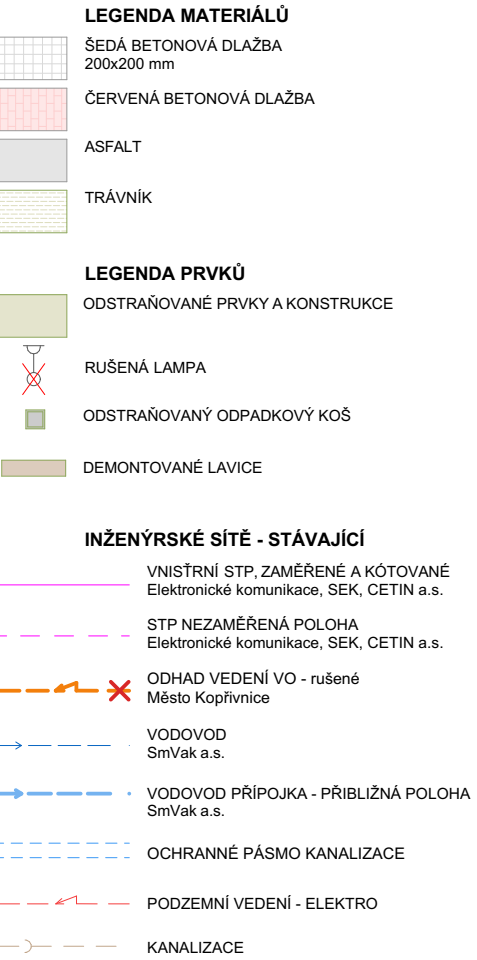 LEGENDA MATERIÁLŮ
ŠEDÁ BETONOVÁ DLAŽBA
200x200 mm
ČERVENÁ BETONOVÁ DLAŽBA
ASFALT
TRÁVNÍK
LEGENDA PRVKŮ
ODSTRAŇOVANÉ PRVKY A KONSTRUKCE
RUŠENÁ LAMPA
ODSTRAŇOVANÝ ODPADKOVÝ KOŠ
DEMONTOVANÉ LAVICE
INŽENÝRSKÉ SÍTĚ - STÁVAJÍCÍ
VNISŤRNÍ STP, ZAMĚŘENÉ A KÓTOVANÉ
Elektronické komunikace, SEK, CETIN a.s.
STP NEZAMĚŘENÁ POLOHA
Elektronické komunikace, SEK, CETIN a.s.
ODHAD VEDENÍ VO - rušené
Město Kopřivnice
VODOVOD
SmVak a.s.
VODOVOD PŘÍPOJKA - PŘIBLIŽNÁ POLOHA
SmVak a.s.
OCHRANNÉ PÁSMO KANALIZACE
PODZEMNÍ VEDENÍ - ELEKTRO
KANALIZACE